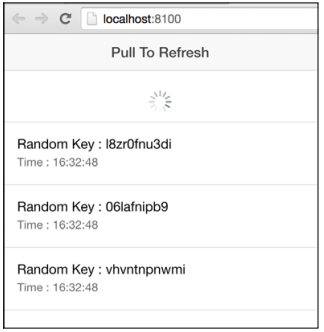 localhost:8100
Pull To Refresh
Random Key : l8zr0fnu3di
Time : 16:32:48
Random Key : 06lafnipb9
Time : 16:32:48
Random Key : vhvntnpnwmi
Time : 16:32:48